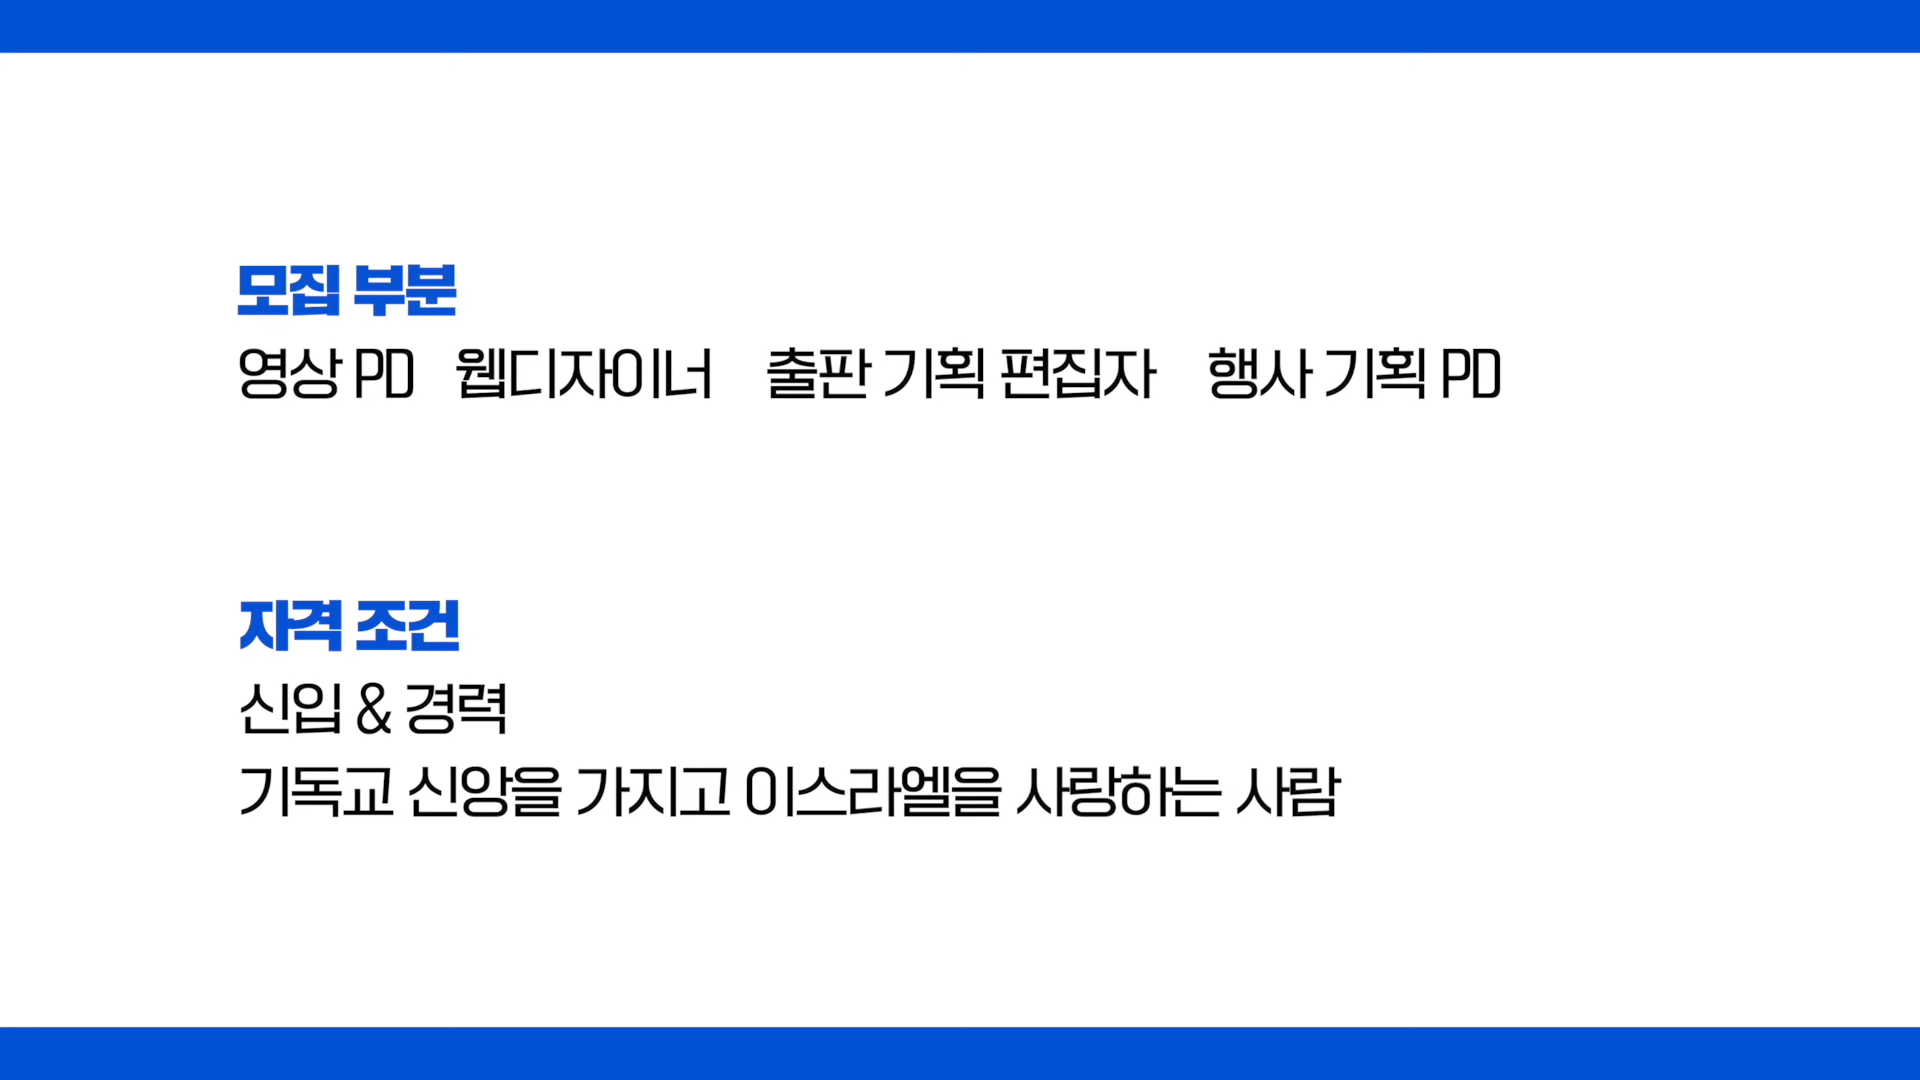 모집 부분
영상 PD 웹디자이너 출판 기획 편집자 행사 기획 PD
자격 조건
신입 & 경력
기독교 신앙을 가지고 이스라엘을 사랑하는 사람